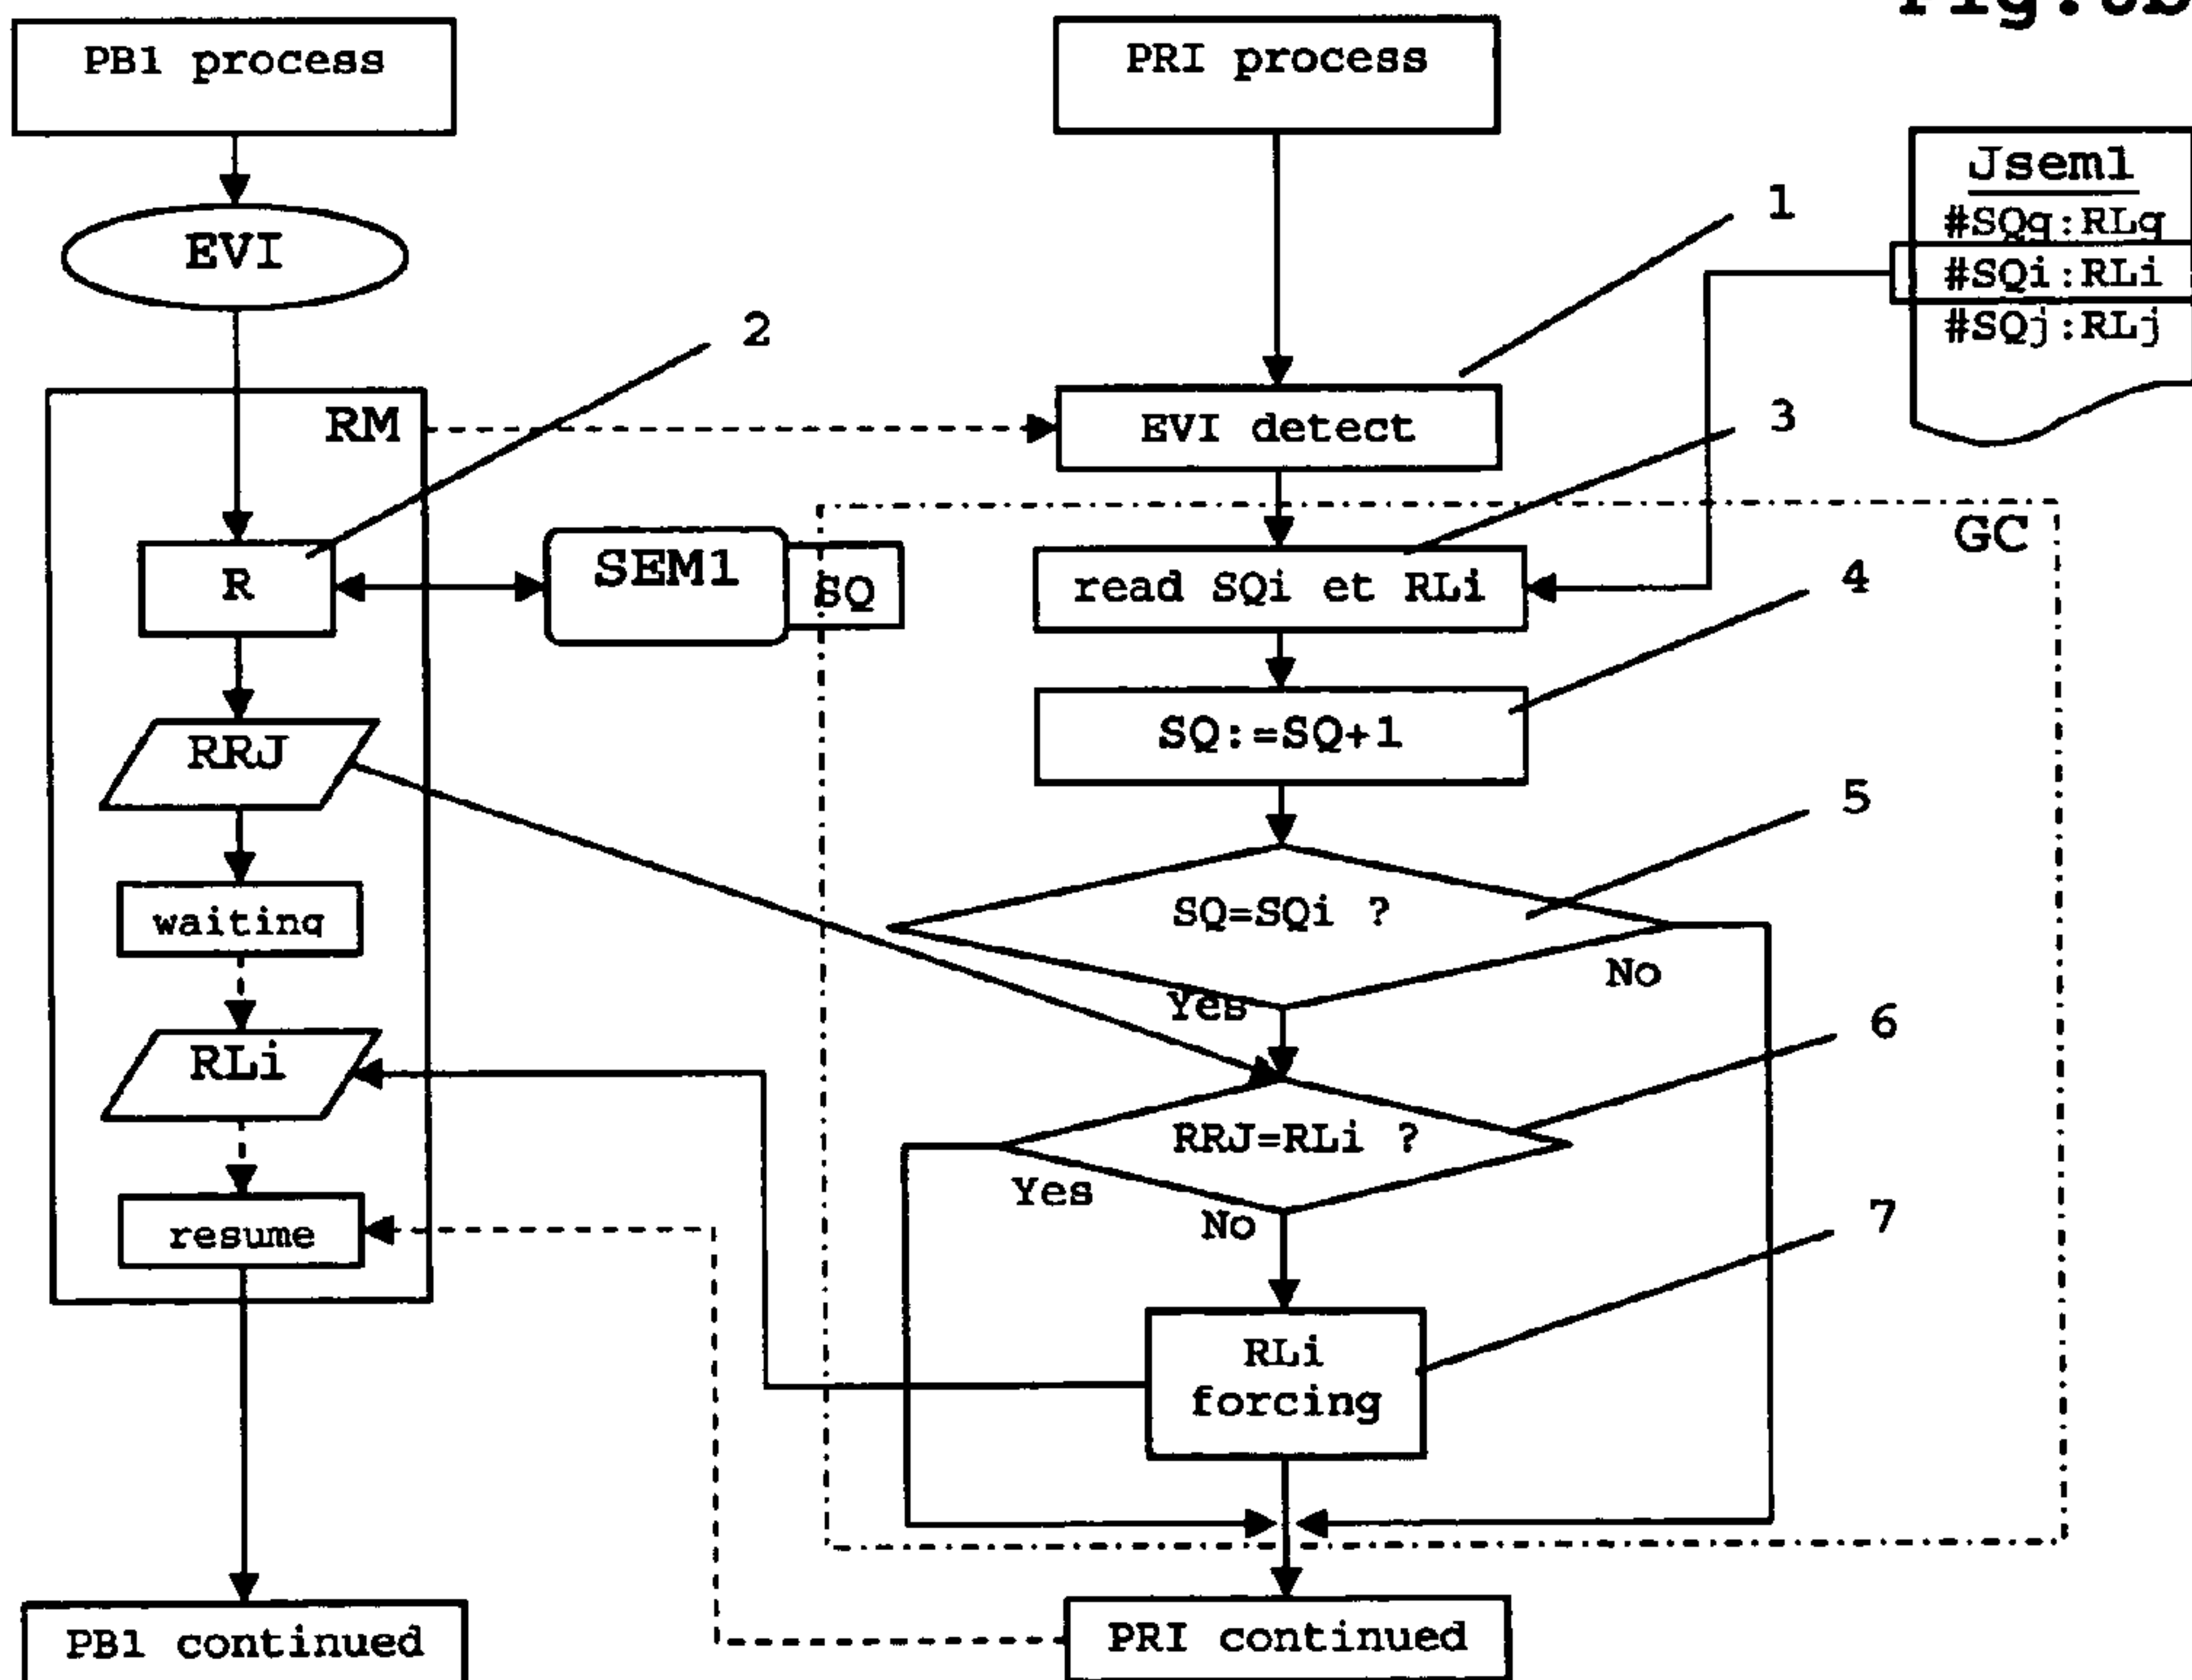 PB1 process
PRI process
Jsem1
#SQg:RLg
#SQi:RLi
#SQj:RLj
1
EVI
2
RM
EVI detect
3
GC
R
SEM1
SQ
read SQi et RLi
4
RRJ
SQ:=SQ+1
5
waiting
SQ=SQi ?
No
Yes
6
RLi
RRJ=RLi ?
Yes
No
7
resume
RLi
forcing
PB1 continued
PRI continued